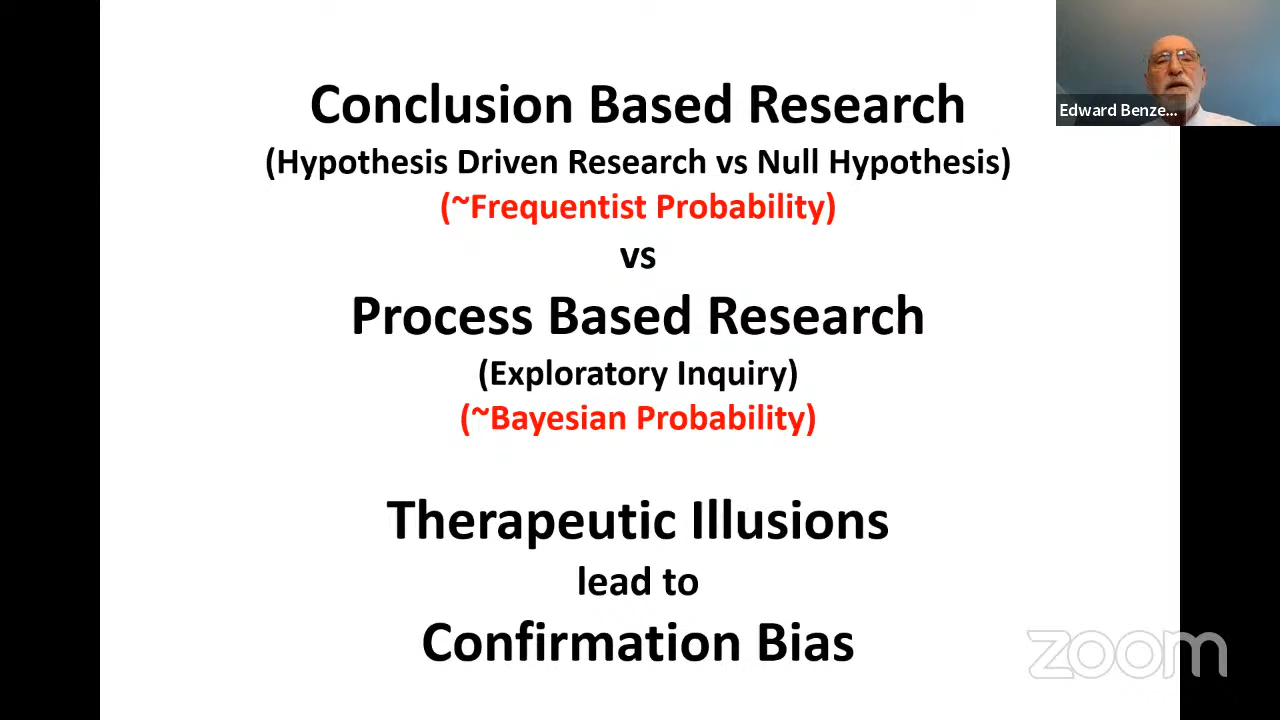 Conclusion Based Research
(Hypothesis Driven Research vs Null Hypothesis)
(~Frequentist Probability)
vs
Process Based Research
(Exploratory Inquiry)
(~Bayesian Probability)
Therapeutic Illusions
lead to
Confirmation Bias
Edward Benze...
zoom